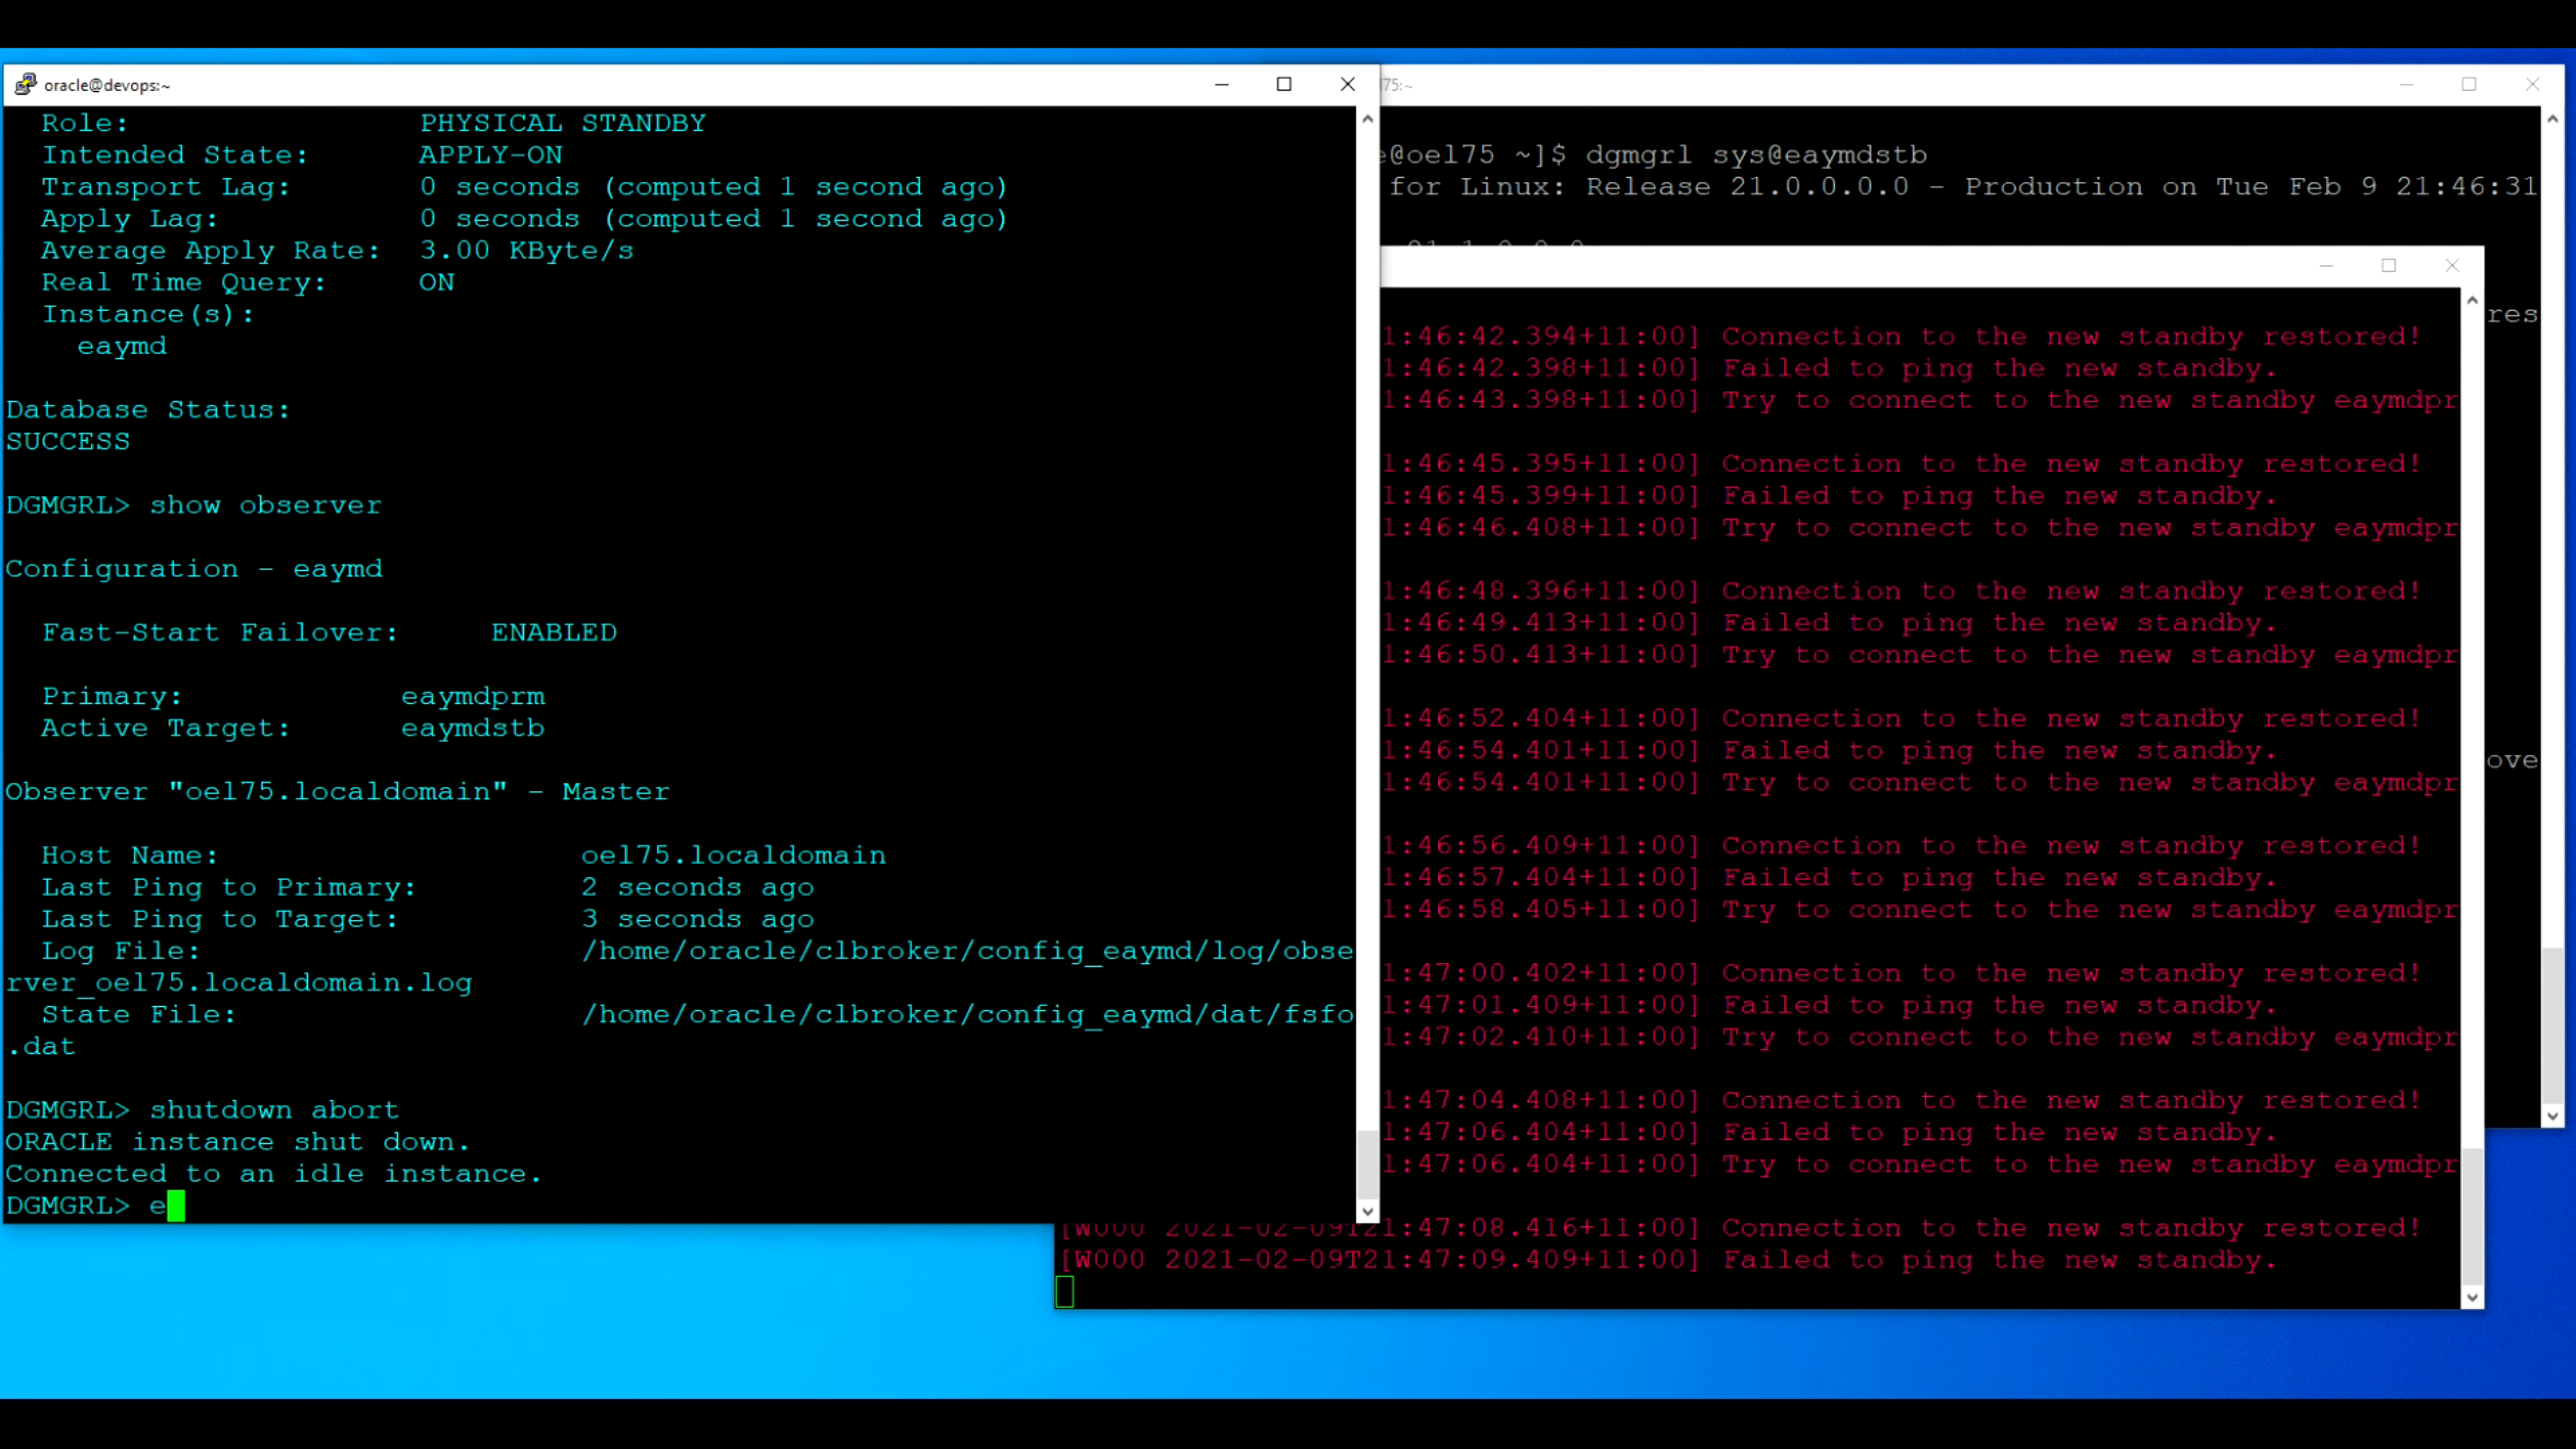 oracle@devops:~
  Role:                PHYSICAL STANDBY
  Intended State:      APPLY-ON
  Transport Lag:       0 seconds (computed 1 second ago)
  Apply Lag:           0 seconds (computed 1 second ago)
  Average Apply Rate:  3.00 KByte/s
  Real Time Query:     ON
  Instance(s):
    eaymd
Database Status:
SUCCESS
DGMGRL> show observer
Configuration - eaymd
  Fast-Start Failover:     ENABLED
  Primary:            eaymdprm
  Active Target:      eaymdstb
Observer "oel75.localdomain" - Master
  Host Name:                    oel75.localdomain
  Last Ping to Primary:         2 seconds ago
  Last Ping to Target:          3 seconds ago
  Log File:                     /home/oracle/clbroker/config_eaymd/log/obse
rver_oel75.localdomain.log
  State File:                   /home/oracle/clbroker/config_eaymd/dat/fsfo
.dat
DGMGRL> shutdown abort
ORACLE instance shut down.
Connected to an idle instance.
DGMGRL> e
l75:~
e@oel75 ~]$ dgmgrl sys@eaymdstb
for Linux: Release 21.0.0.0.0 - Production on Tue Feb 9 21:46:31
res
ove
1:46:42.394+11:00] Connection to the new standby restored!
1:46:42.398+11:00] Failed to ping the new standby.
1:46:43.398+11:00] Try to connect to the new standby eaymdpr
1:46:45.395+11:00] Connection to the new standby restored!
1:46:45.399+11:00] Failed to ping the new standby.
1:46:46.408+11:00] Try to connect to the new standby eaymdpr
1:46:48.396+11:00] Connection to the new standby restored!
1:46:49.413+11:00] Failed to ping the new standby.
1:46:50.413+11:00] Try to connect to the new standby eaymdpr
1:46:52.404+11:00] Connection to the new standby restored!
1:46:54.401+11:00] Failed to ping the new standby.
1:46:54.401+11:00] Try to connect to the new standby eaymdpr
1:46:56.409+11:00] Connection to the new standby restored!
1:46:57.404+11:00] Failed to ping the new standby.
1:46:58.405+11:00] Try to connect to the new standby eaymdpr
1:47:00.402+11:00] Connection to the new standby restored!
1:47:01.409+11:00] Failed to ping the new standby.
1:47:02.410+11:00] Try to connect to the new standby eaymdpr
1:47:04.408+11:00] Connection to the new standby restored!
1:47:06.404+11:00] Failed to ping the new standby.
1:47:06.404+11:00] Try to connect to the new standby eaymdpr
[W000 2021-02-09T21:47:08.416+11:00] Connection to the new standby restored!
[W000 2021-02-09T21:47:09.409+11:00] Failed to ping the new standby.